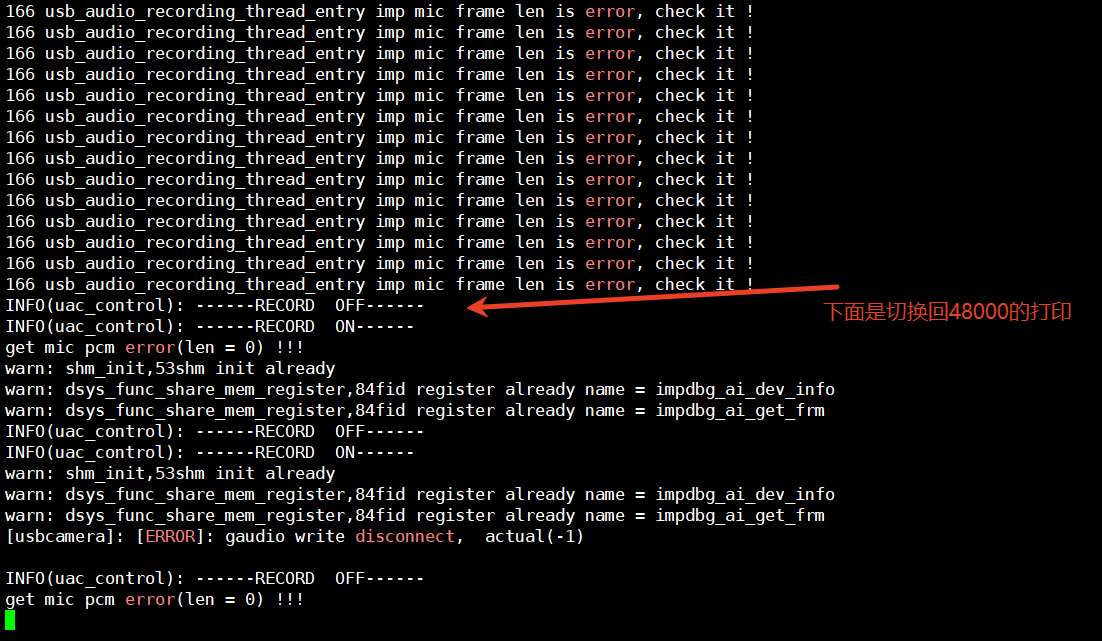 166 usb_audio_recording_thread_entry imp mic frame len is error, check it !
166 usb_audio_recording_thread_entry imp mic frame len is error, check it !
166 usb_audio_recording_thread_entry imp mic frame len is error, check it !
166 usb_audio_recording_thread_entry imp mic frame len is error, check it !
166 usb_audio_recording_thread_entry imp mic frame len is error, check it !
166 usb_audio_recording_thread_entry imp mic frame len is error, check it !
166 usb_audio_recording_thread_entry imp mic frame len is error, check it !
166 usb_audio_recording_thread_entry imp mic frame len is error, check it !
166 usb_audio_recording_thread_entry imp mic frame len is error, check it !
166 usb_audio_recording_thread_entry imp mic frame len is error, check it !
166 usb_audio_recording_thread_entry imp mic frame len is error, check it !
166 usb_audio_recording_thread_entry imp mic frame len is error, check it !
166 usb_audio_recording_thread_entry imp mic frame len is error, check it !
166 usb_audio_recording_thread_entry imp mic frame len is error, check it !
INFO(uac_control): ------RECORD  OFF------
下面是切换回48000的打印
INFO(uac_control): ------RECORD  ON------
get mic pcm error(len = 0) !!!
warn: shm_init,53shm init already
warn: dsys_func_share_mem_register,84fid register already name = impdbg_ai_dev_info
warn: dsys_func_share_mem_register,84fid register already name = impdbg_ai_get_frm
INFO(uac_control): ------RECORD  OFF------
INFO(uac_control): ------RECORD  ON------
warn: shm_init,53shm init already
warn: dsys_func_share_mem_register,84fid register already name = impdbg_ai_dev_info
warn: dsys_func_share_mem_register,84fid register already name = impdbg_ai_get_frm
[usbcamera]: [ERROR]: gaudio write disconnect,  actual(-1)
INFO(uac_control): ------RECORD  OFF------
get mic pcm error(len = 0) !!!